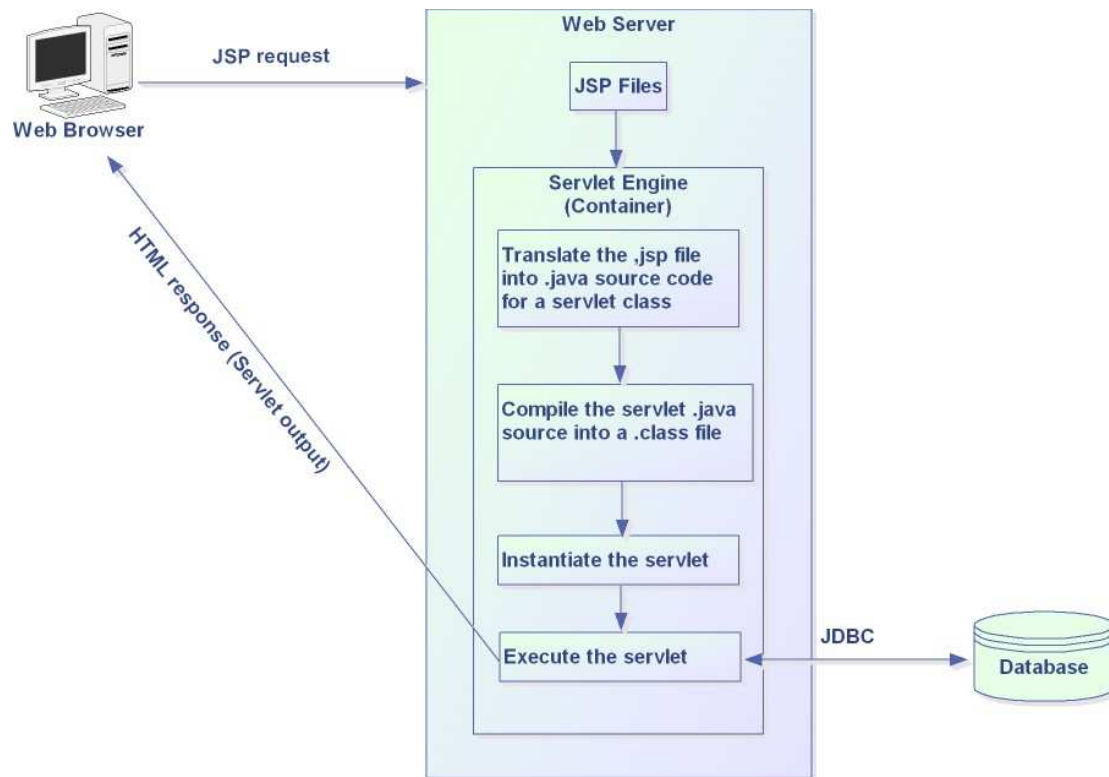 Web Server
JSP request
JSP Files
Web Browser
Servlet Engine
(Container)
Translate the .jsp file
into .java source code
for a servlet class
HTML response (Servlet output)
Compile the servlet .java
source into a .class file
Instantiate the servlet
Execute the servlet
JDBC
Database